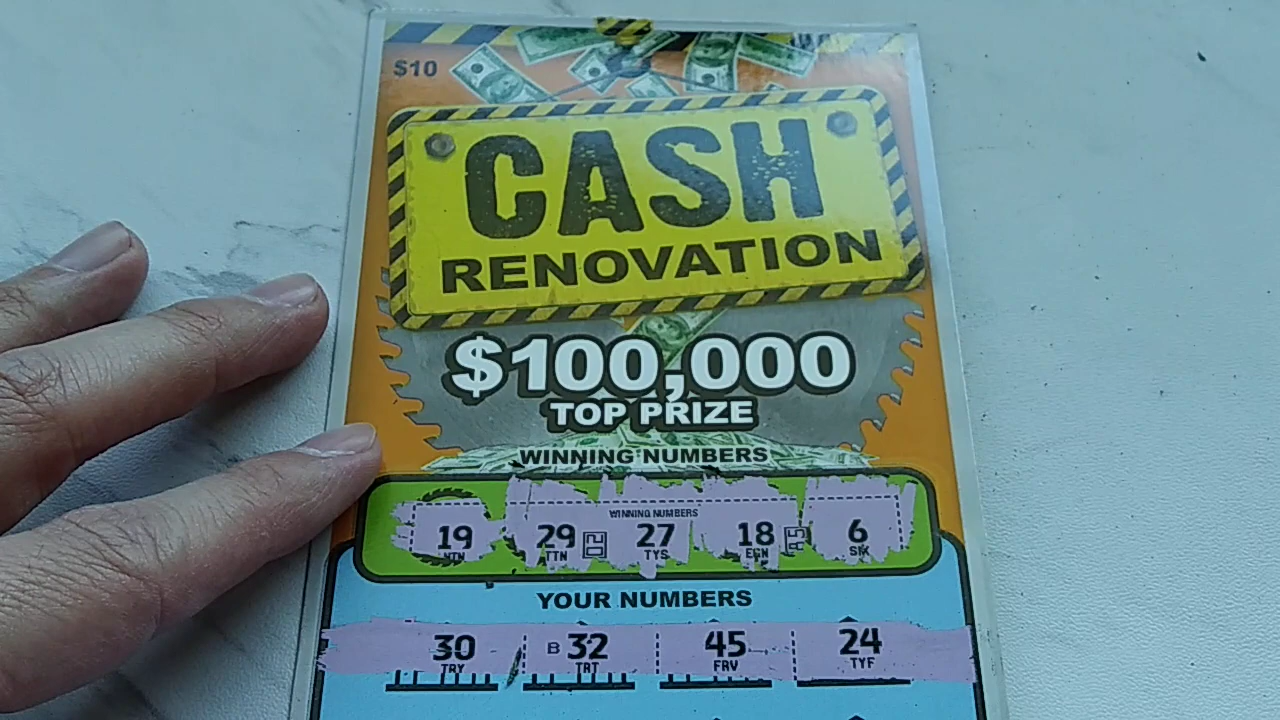 $10
CASH
RENOVATION
$100,000
TOP PRIZE
WINNING NUMBERS
WINNING NUMBERS
19 29 27 18 6
NTN TTN TYS EGN SIX
YOUR NUMBERS
30 B 32 45 24
TRY TRT FRV TYF